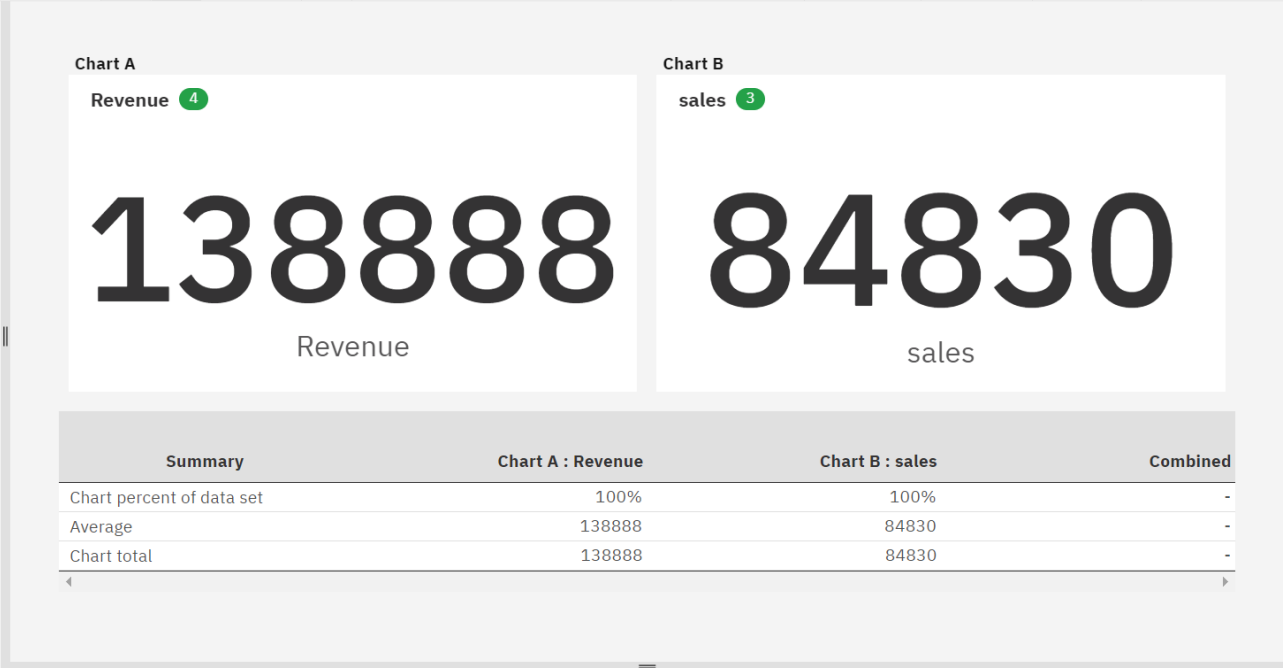 Chart A
Revenue 4
138888
Revenue
Chart B
sales 3
84830
sales
Summary Chart A : Revenue Chart B : sales Combined
Chart percent of data set 100% 100% -
Average 138888 84830 -
Chart total 138888 84830 -